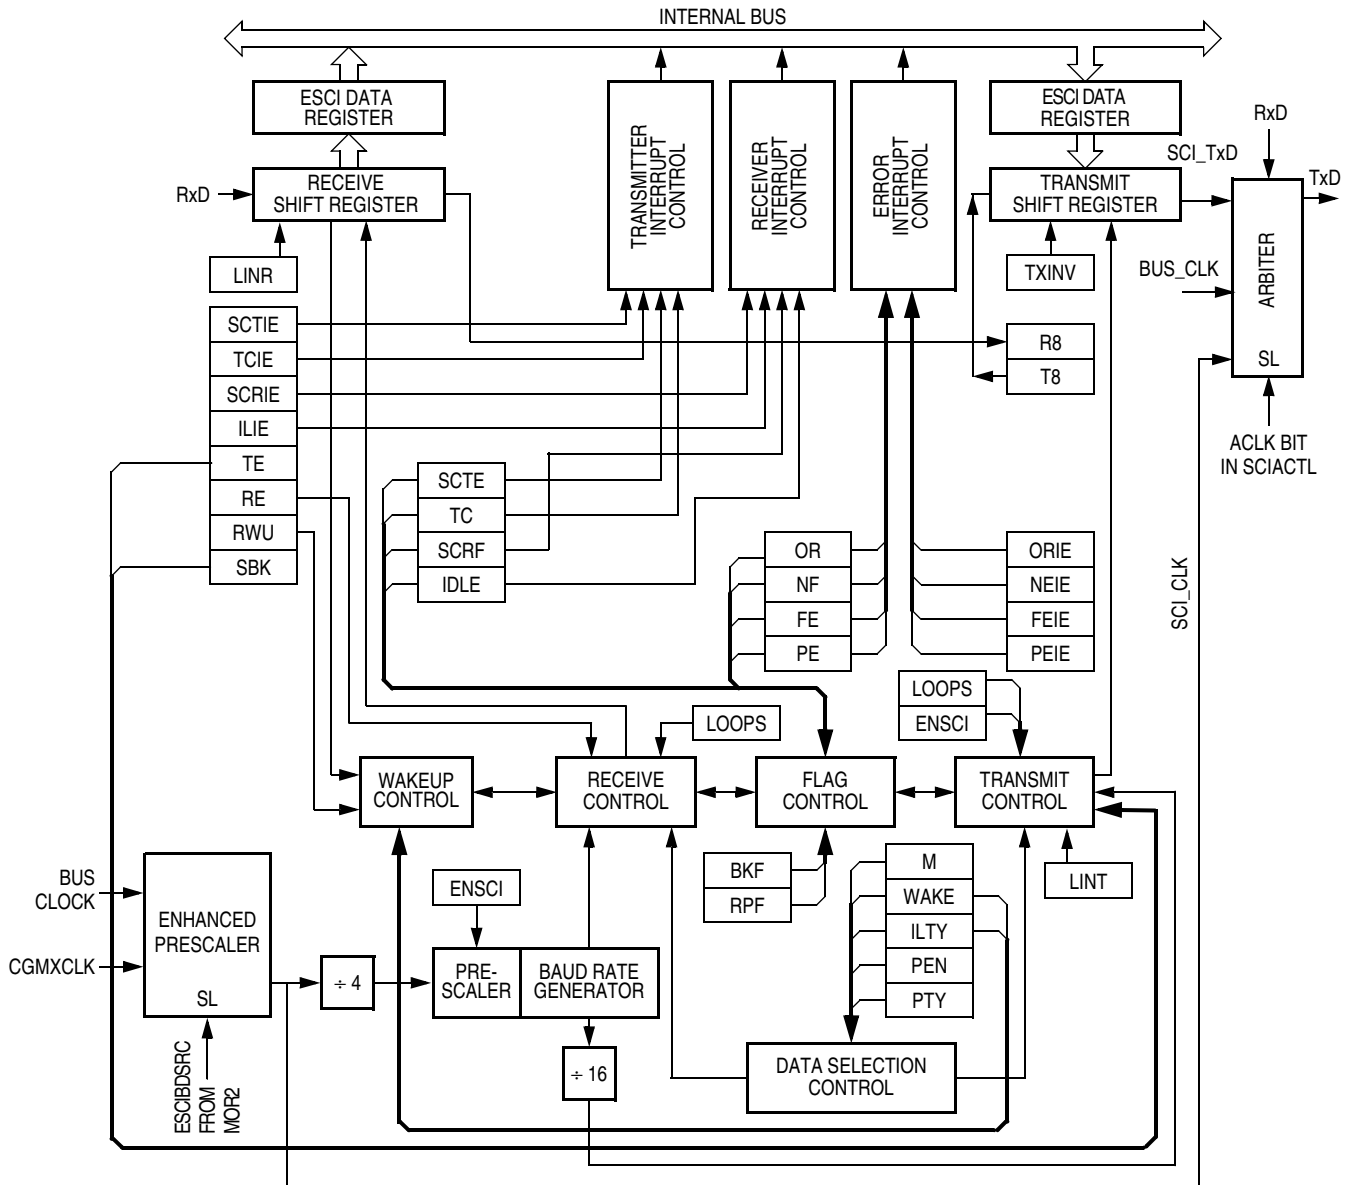 INTERNAL BUS
ESCI DATA
REGISTER
RECEIVE
SHIFT REGISTER
RxD
LINR
TRANSMITTER
INTERRUPT
CONTROL
RECEIVER
INTERRUPT
CONTROL
ERROR
INTERRUPT
CONTROL
ESCI DATA
REGISTER
TRANSMIT
SHIFT REGISTER
TXINV
SCI_TxD
RxD
TxD
BUS_CLK
ARBITER
SL
ACLK BIT
IN SCIACTL
R8
T8
SCTIE
TCIE
SCRIE
ILIE
TE
RE
RWU
SBK
SCTE
TC
SCRF
IDLE
OR
NF
FE
PE
ORIE
NEIE
FEIE
PEIE
SCI_CLK
LOOPS
LOOPS
ENSCI
WAKEUP
CONTROL
RECEIVE
CONTROL
FLAG
CONTROL
TRANSMIT
CONTROL
BKF
RPF
M
WAKE
ILTY
PEN
PTY
LINT
BUS
CLOCK
CGMXCLK
ENHANCED
PRESCALER
SL
ESCIBDSRC
FROM
MOR2
÷ 4
ENSCI
PRE-
SCALER
BAUD RATE
GENERATOR
÷ 16
DATA SELECTION
CONTROL